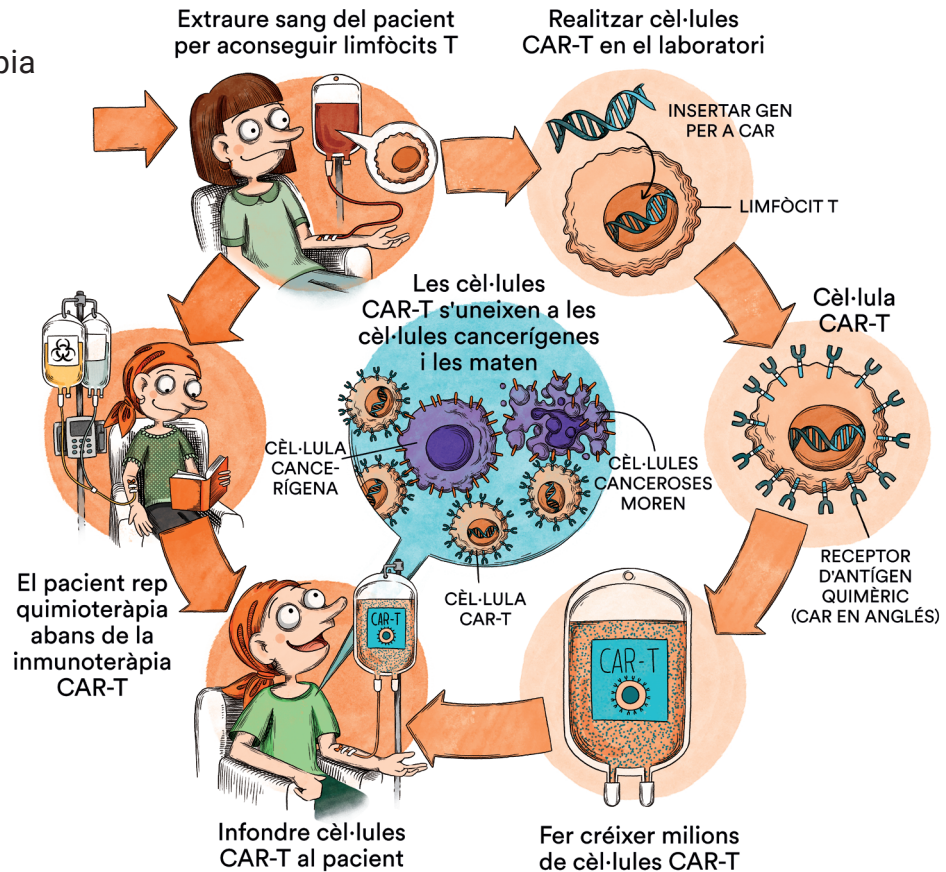 pia
Extraure sang del pacient
per aconseguir limfòcits T
Realitzar cèl·lules
CAR-T en el laboratori
INSERTAR GEN
PER A CAR
LIMFÒCIT T
Cèl·lula
CAR-T
RECEPTOR
D'ANTÍGEN
QUIMÈRIC
(CAR EN ANGLÉS)
Fer créixer milions
de cèl·lules CAR-T
CAR-T
Infondre cèl·lules
CAR-T al pacient
CAR-T
El pacient rep
quimioteràpia
abans de la
inmunoteràpia
CAR-T
Les cèl·lules
CAR-T s'uneixen a les
cèl·lules cancerígenes
i les maten
CÈL·LULA
CANCE-
RÍGENA
CÈL·LULES
CANCEROSES
MOREN
CÈL·LULA
CAR-T